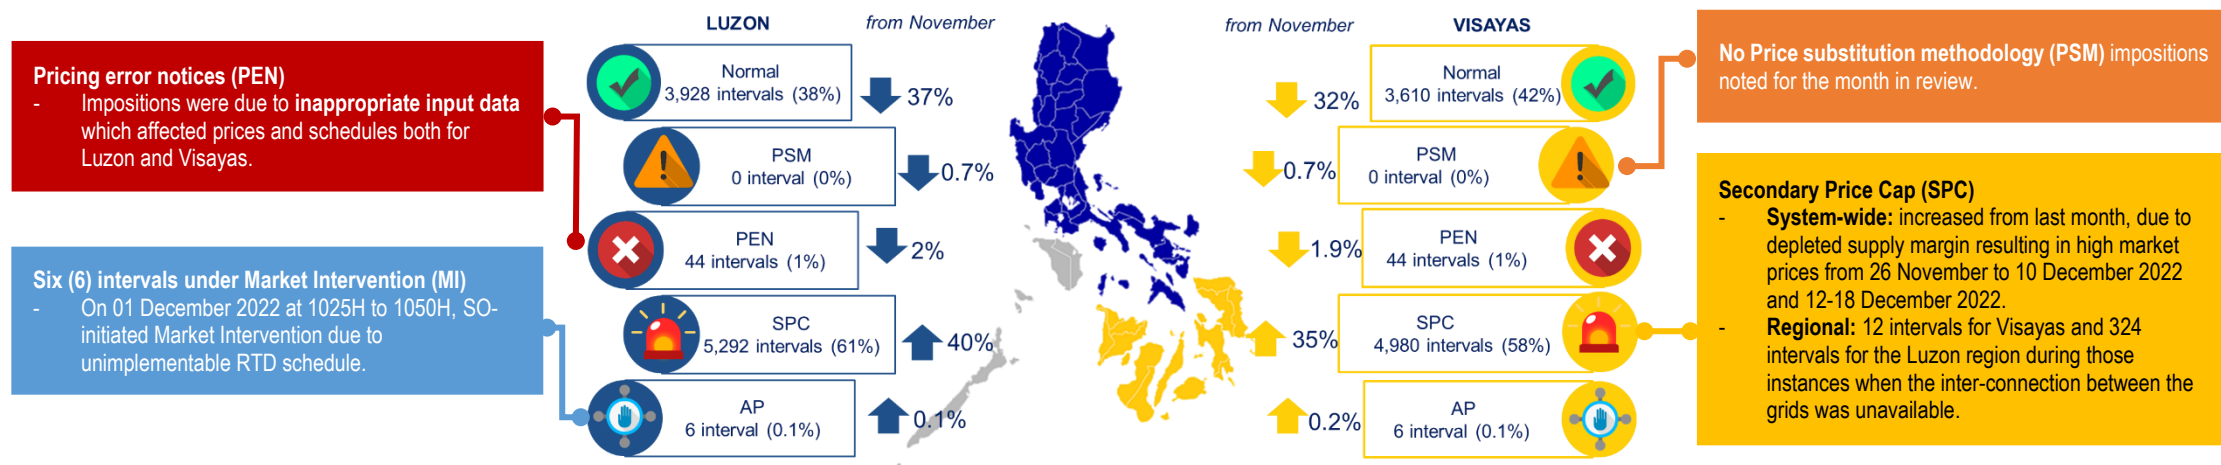 Pricing error notices (PEN)
- Impositions were due to inappropriate input data
which affected prices and schedules both for
Luzon and Visayas.
Six (6) intervals under Market Intervention (MI)
- On 01 December 2022 at 1025H to 1050H, SO-
initiated Market Intervention due to
unimplementable RTD schedule.
LUZON
from November
Normal
3,928 intervals (38%)
37%
PSM
0 interval (0%)
0.7%
PEN
44 intervals (1%)
2%
SPC
5,292 intervals (61%)
40%
AP
6 interval (0.1%)
0.1%
from November
VISAYAS
32%
Normal
3,610 intervals (42%)
0.7%
PSM
0 interval (0%)
1.9%
PEN
44 intervals (1%)
35%
SPC
4,980 intervals (58%)
0.2%
AP
6 interval (0.1%)
No Price substitution methodology (PSM) impositions
noted for the month in review.
Secondary Price Cap (SPC)
- System-wide: increased from last month, due to
depleted supply margin resulting in high market
prices from 26 November to 10 December 2022
and 12-18 December 2022.
- Regional: 12 intervals for Visayas and 324
intervals for the Luzon region during those
instances when the inter-connection between the
grids was unavailable.